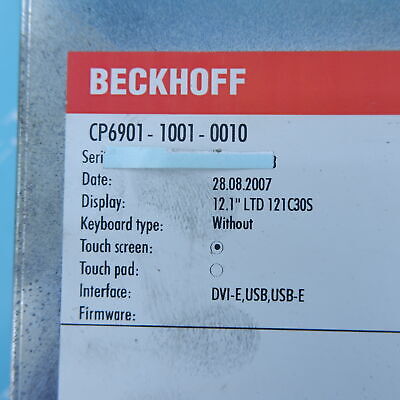 BECKHOFF
CP6901-1001-0010
Date: 28.08.2007
Display: 12.1" LTD 121C30S
Keyboard type: Without
Touch screen:
Touch pad:
Interface: DVI-E,USB,USB-E
Firmware: